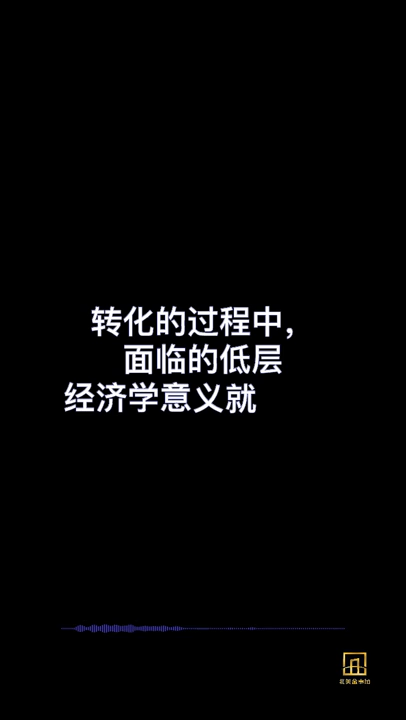 转化的过程中，
面临的低层
经济学意义就